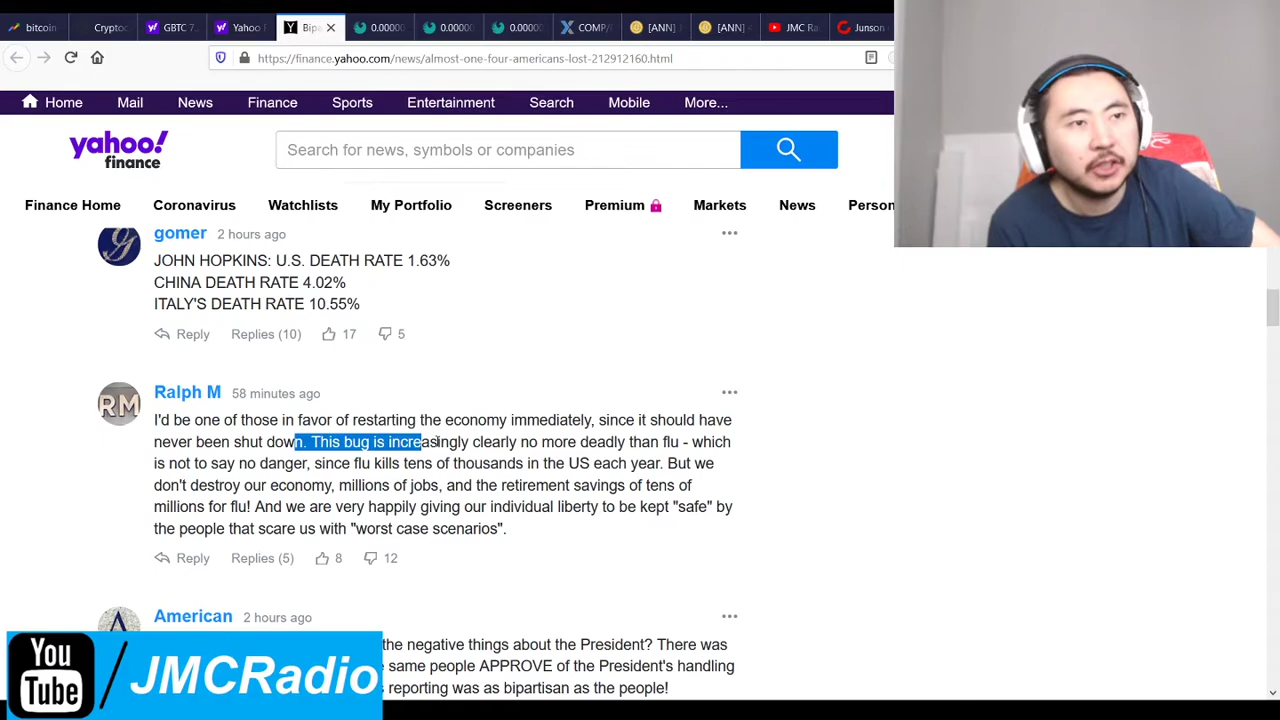 bitcoin
Cryptoc
GBTC 7
Yahoo
Bipa
0.00000
0.0000
0.0000
COMP/
[ANN]
[ANN]
JMC Ra
Junson
https://finance.yahoo.com/news/almost-one-four-americans-lost-212912160.html
Home Mail News Finance Sports Entertainment Search Mobile More...
yahoo!
finance
Search for news, symbols or companies
Finance Home Coronavirus Watchlists My Portfolio Screeners Premium Markets News Person
gomer 2 hours ago
JOHN HOPKINS: U.S. DEATH RATE 1.63%
CHINA DEATH RATE 4.02%
ITALY'S DEATH RATE 10.55%
Reply Replies (10) 17 5
RM
Ralph M 58 minutes ago
I'd be one of those in favor of restarting the economy immediately, since it should have
never been shut down. This bug is increasingly clearly no more deadly than flu - which
is not to say no danger, since flu kills tens of thousands in the US each year. But we
don't destroy our economy, millions of jobs, and the retirement savings of tens of
millions for flu! And we are very happily giving our individual liberty to be kept "safe" by
the people that scare us with "worst case scenarios".
Reply Replies (5) 8 12
American 2 hours ago
the negative things about the President? There was
same people APPROVE of the President's handling
reporting was as bipartisan as the people!
You
Tube
/JMCRadio